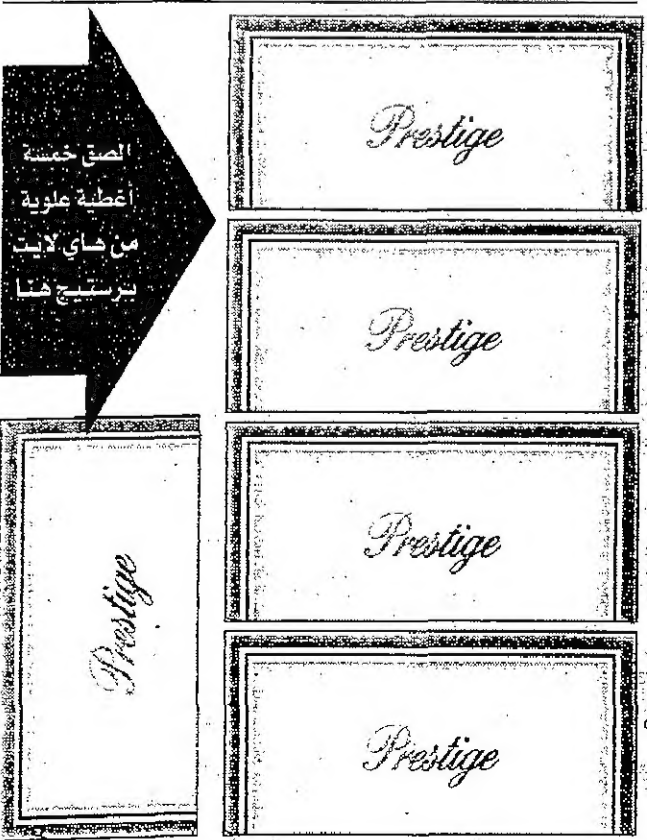 الصق خمسة
أغطية علوية
من هاي لايت
برستيج هنا
Prestige
Prestige
Prestige
Prestige
Prestige